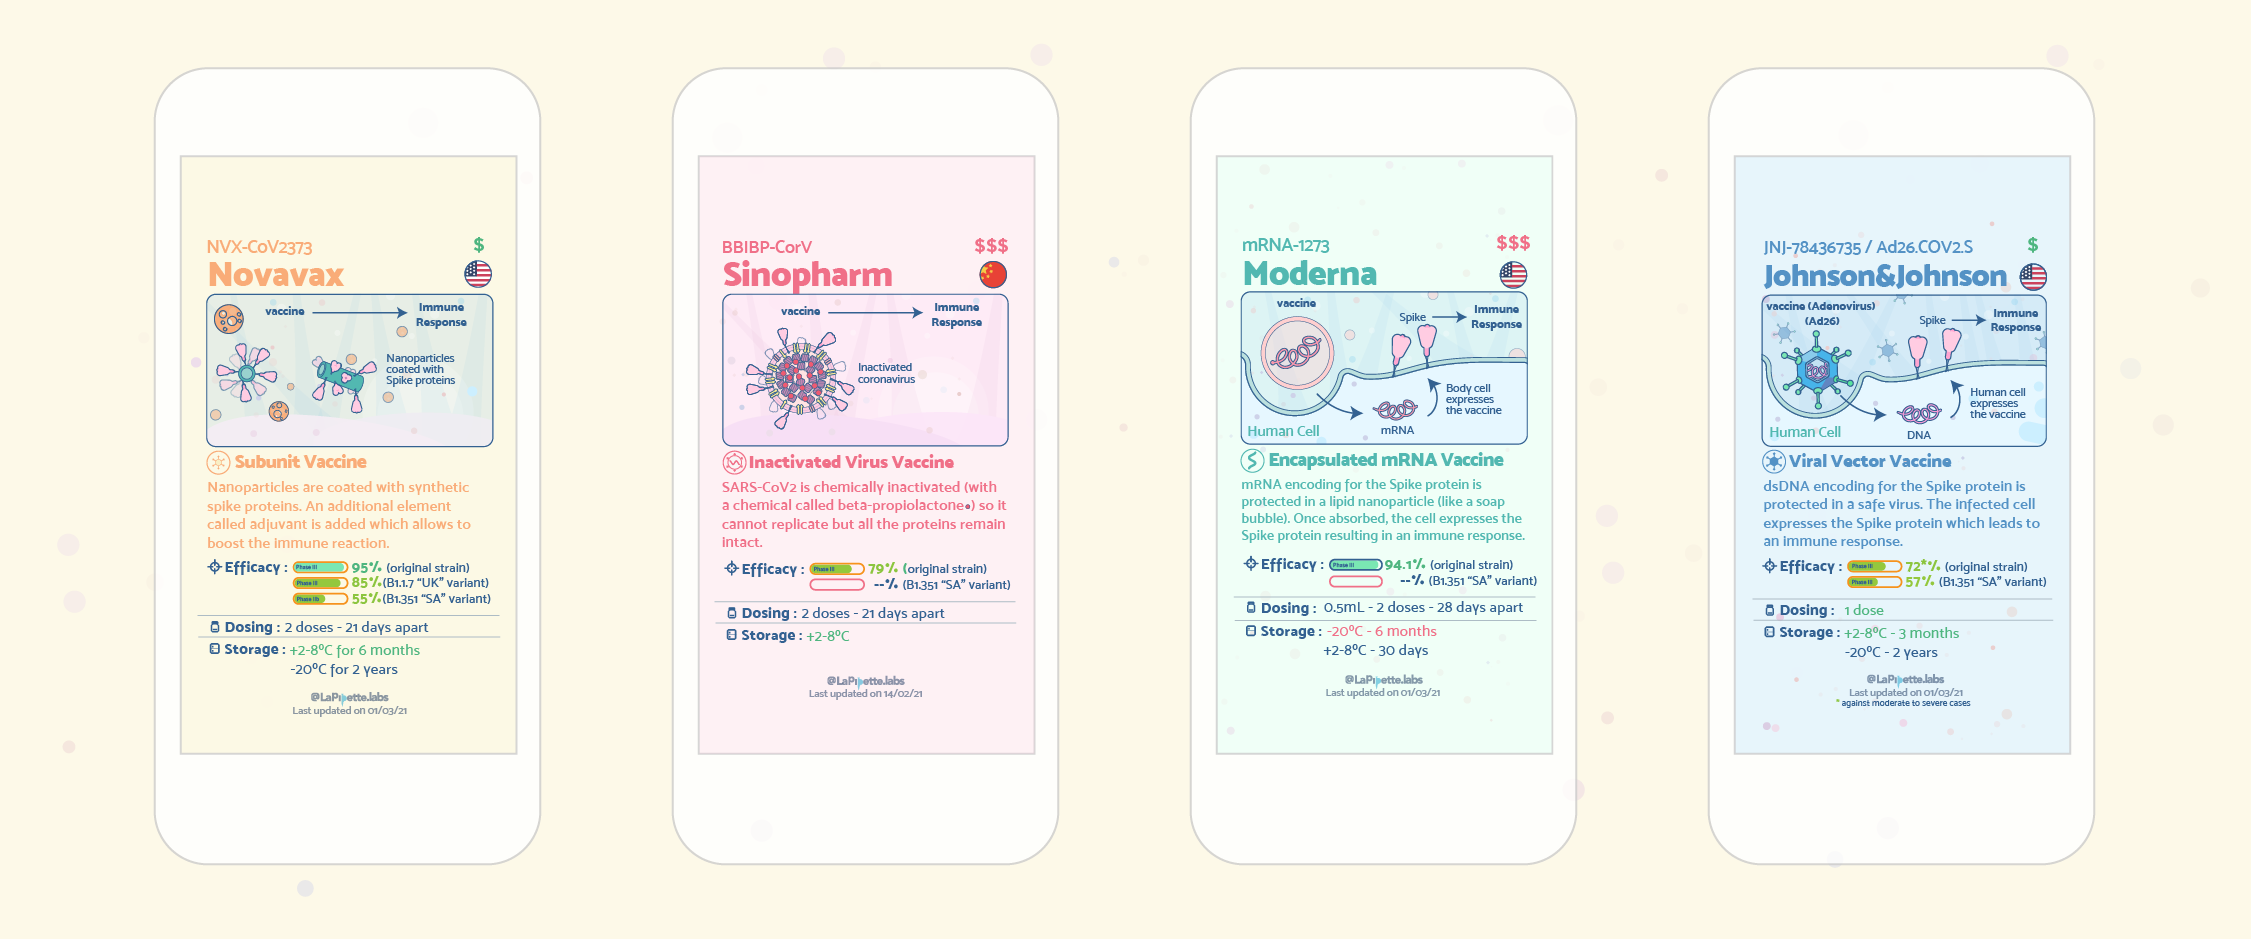 NVX-CoV2373
$
Novavax
vaccine
Immune
Response
Nanoparticles
coated with
Spike proteins
Subunit Vaccine
Nanoparticles are coated with synthetic
spike proteins. An additional element
called adjuvant is added which allows to
boost the immune reaction.
Efficacy : Phase III 95% (original strain)
Phase III 85% (B1.1.7 “UK” variant)
Phase IIb 55% (B1.351 “SA” variant)
Dosing : 2 doses - 21 days apart
Storage : +2-8ºC for 6 months
-20ºC for 2 years
@LaPipette.labs
Last updated on 01/03/21
BBIBP-CorV
$$$
Sinopharm
vaccine
Immune
Response
Inactivated
coronavirus
Inactivated Virus Vaccine
SARS-CoV2 is chemically inactivated (with
a chemical called beta-propiolactone) so it
cannot replicate but all the proteins remain
intact.
Efficacy : Phase III 79% (original strain)
--% (B1.351 “SA” variant)
Dosing : 2 doses - 21 days apart
Storage : +2-8ºC
@LaPipette.labs
Last updated on 14/02/21
mRNA-1273
$$$
Moderna
vaccine
Spike
Immune
Response
Body cell
expresses
the vaccine
Human Cell
mRNA
Encapsulated mRNA Vaccine
mRNA encoding for the Spike protein is
protected in a lipid nanoparticle (like a soap
bubble). Once absorbed, the cell expresses the
Spike protein resulting in an immune response.
Efficacy : Phase III 94.1% (original strain)
--% (B1.351 “SA” variant)
Dosing : 0.5mL - 2 doses - 28 days apart
Storage : -20ºC - 6 months
+2-8ºC - 30 days
@LaPipette.labs
Last updated on 01/03/21
JNJ-78436735 / Ad26.COV2.S
$
Johnson&Johnson
vaccine (Adenovirus)
(Ad26)
Spike
Immune
Response
Human cell
expresses
the vaccine
Human Cell
DNA
Viral Vector Vaccine
dsDNA encoding for the Spike protein is
protected in a safe virus. The infected cell
expresses the Spike protein which leads to
an immune response.
Efficacy : Phase III 72*% (original strain)
Phase III 57% (B1.351 “SA” variant)
Dosing : 1 dose
Storage : +2-8ºC - 3 months
-20ºC - 2 years
@LaPipette.labs
Last updated on 01/03/21
* against moderate to severe cases